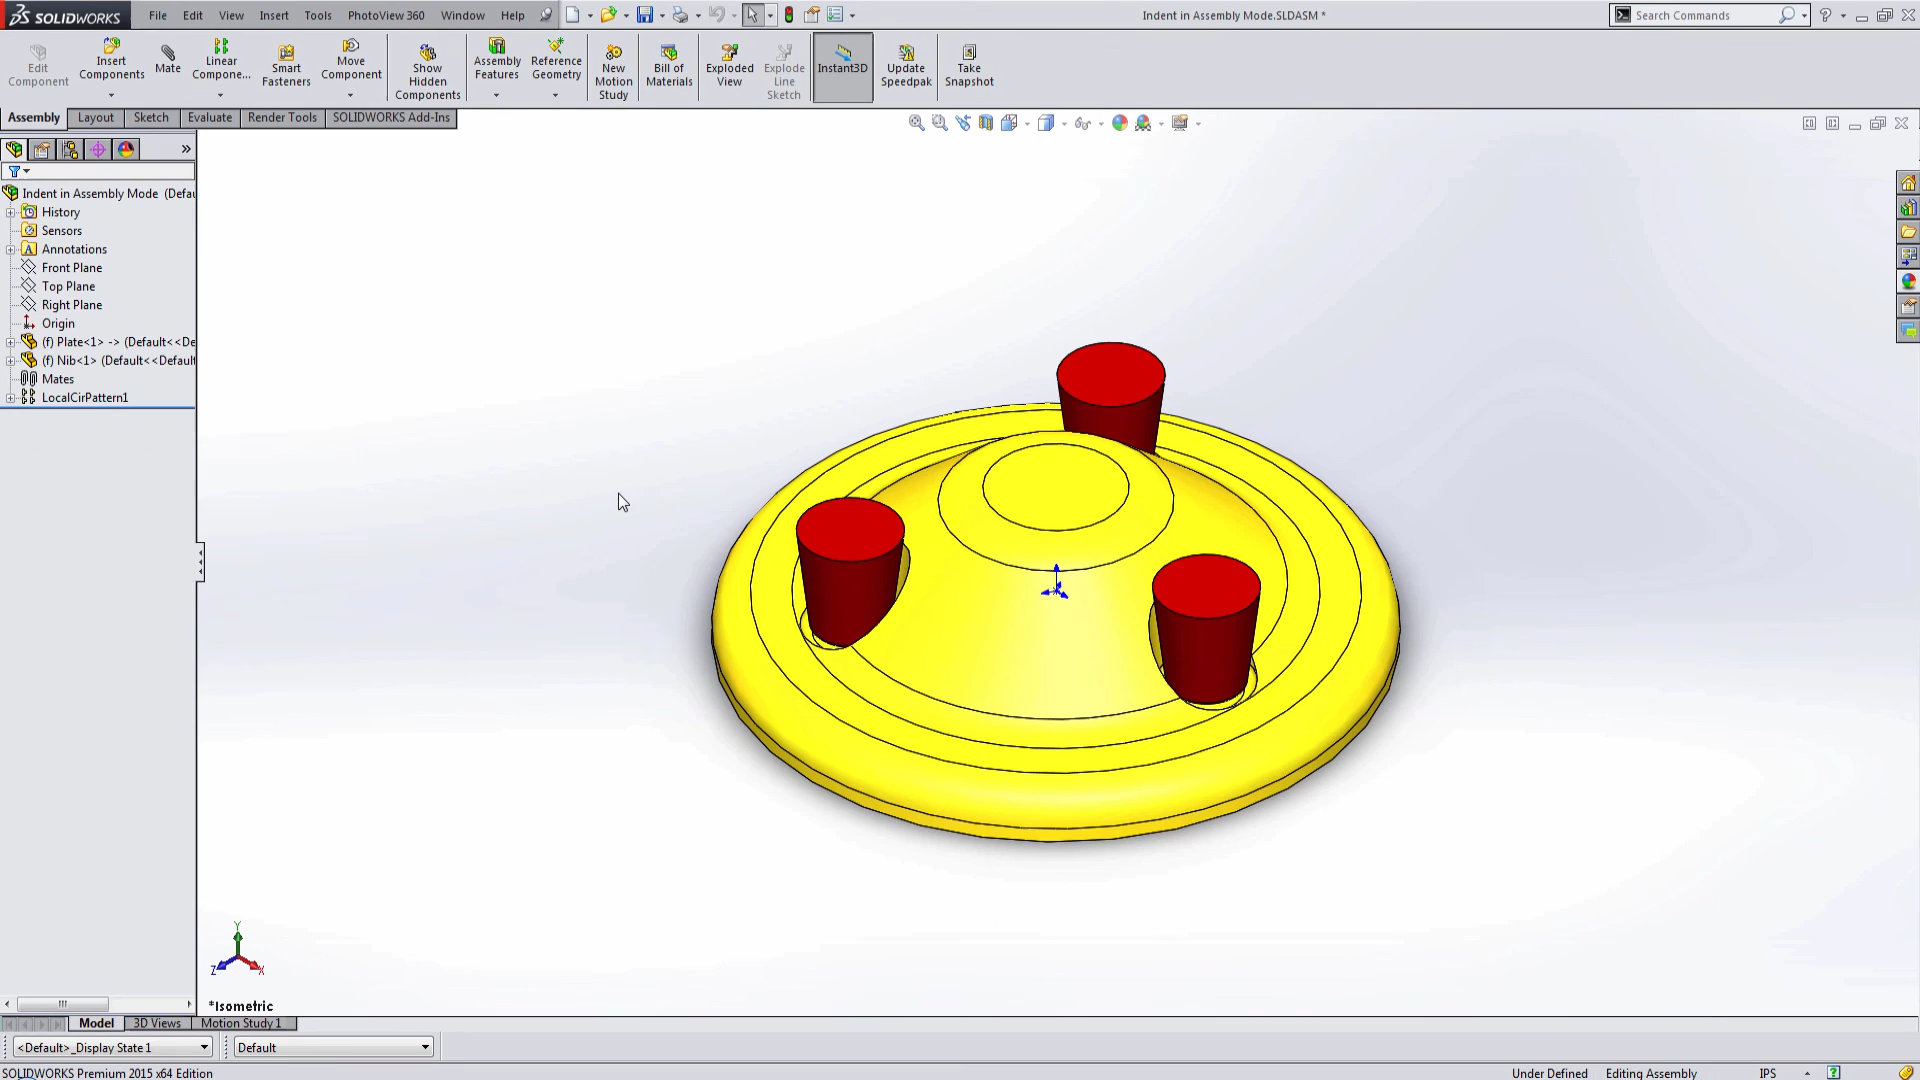 SOLIDWORKS File Edit View Insert Tools PhotoView 360 Window Help Indent in Assembly Mode.SLDASM * Search Commands
Edit Component
Insert Components
Mate
Linear Compone...
Smart Fasteners
Move Component
Show Hidden Components
Assembly Features
Reference Geometry
New Motion Study
Bill of Materials
Exploded View
Explode Line Sketch
Instant3D
Update Speedpak
Take Snapshot
Assembly Layout Sketch Evaluate Render Tools SOLIDWORKS Add-Ins
Indent in Assembly Mode (Defau
History
Sensors
Annotations
Front Plane
Top Plane
Right Plane
Origin
(f) Plate<1> -> (Default<<De
(f) Nib<1> (Default<<Default
Mates
LocalCirPattern1
Y
Z X
*Isometric
Model 3D Views Motion Study 1
<Default>_Display State 1 Default
SOLIDWORKS Premium 2015 x64 Edition Under Defined Editing Assembly IPS